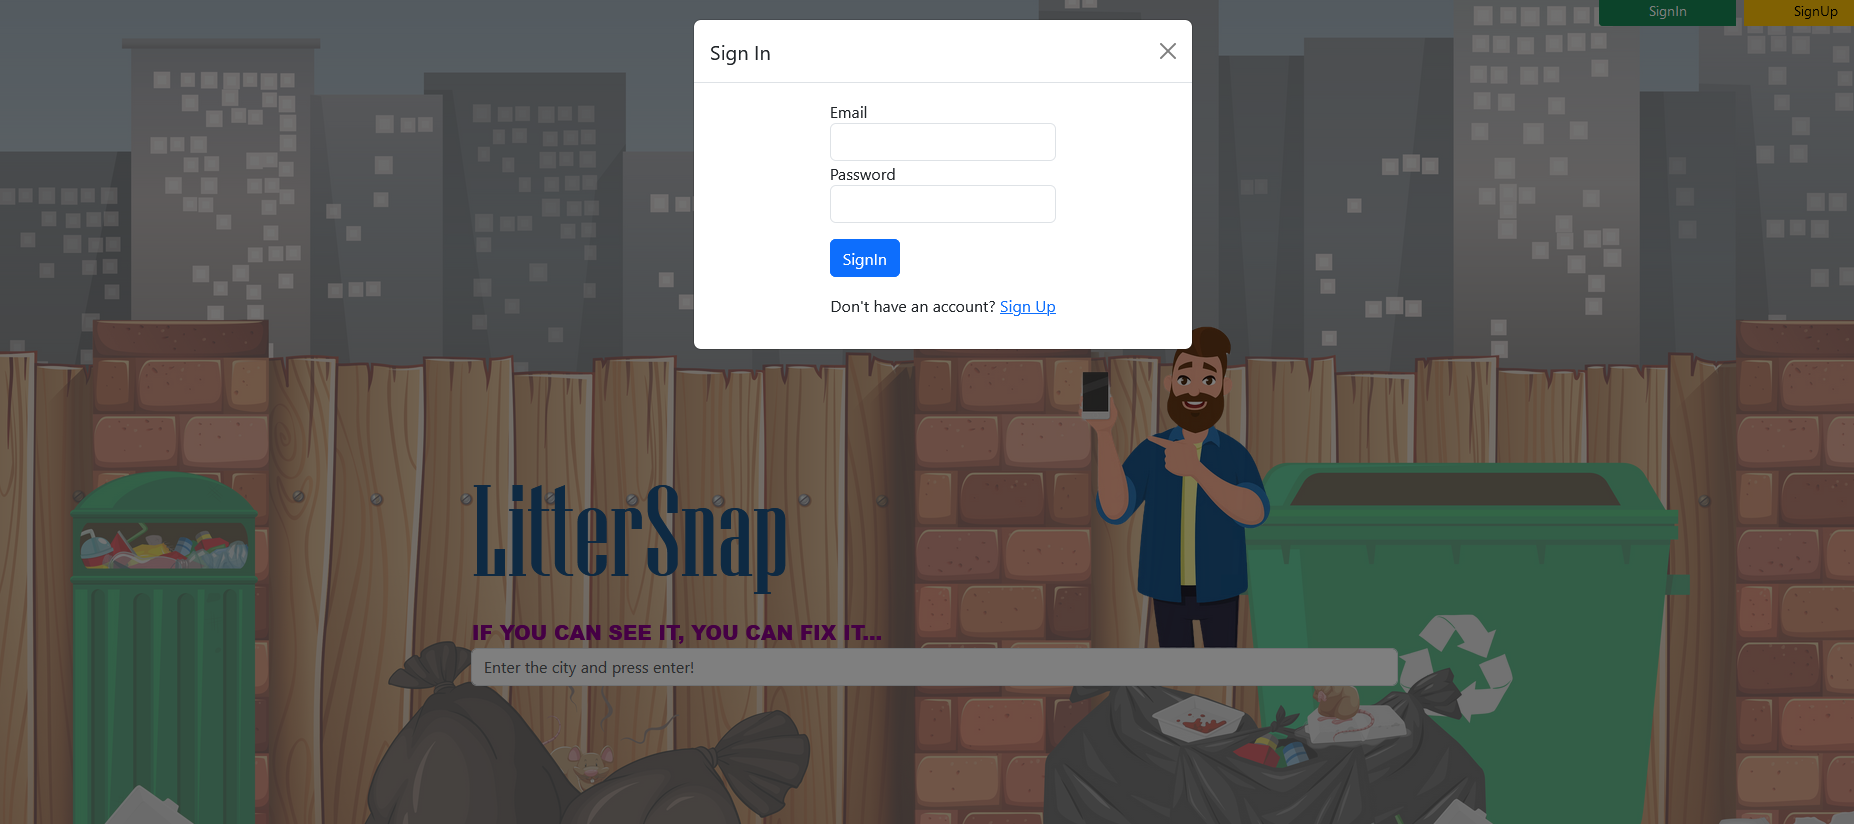 SignIn
SignUp
Sign In
Email
Password
SignIn
Don't have an account? Sign Up
LitterSnap
IF YOU CAN SEE IT, YOU CAN FIX IT...
Enter the city and press enter!